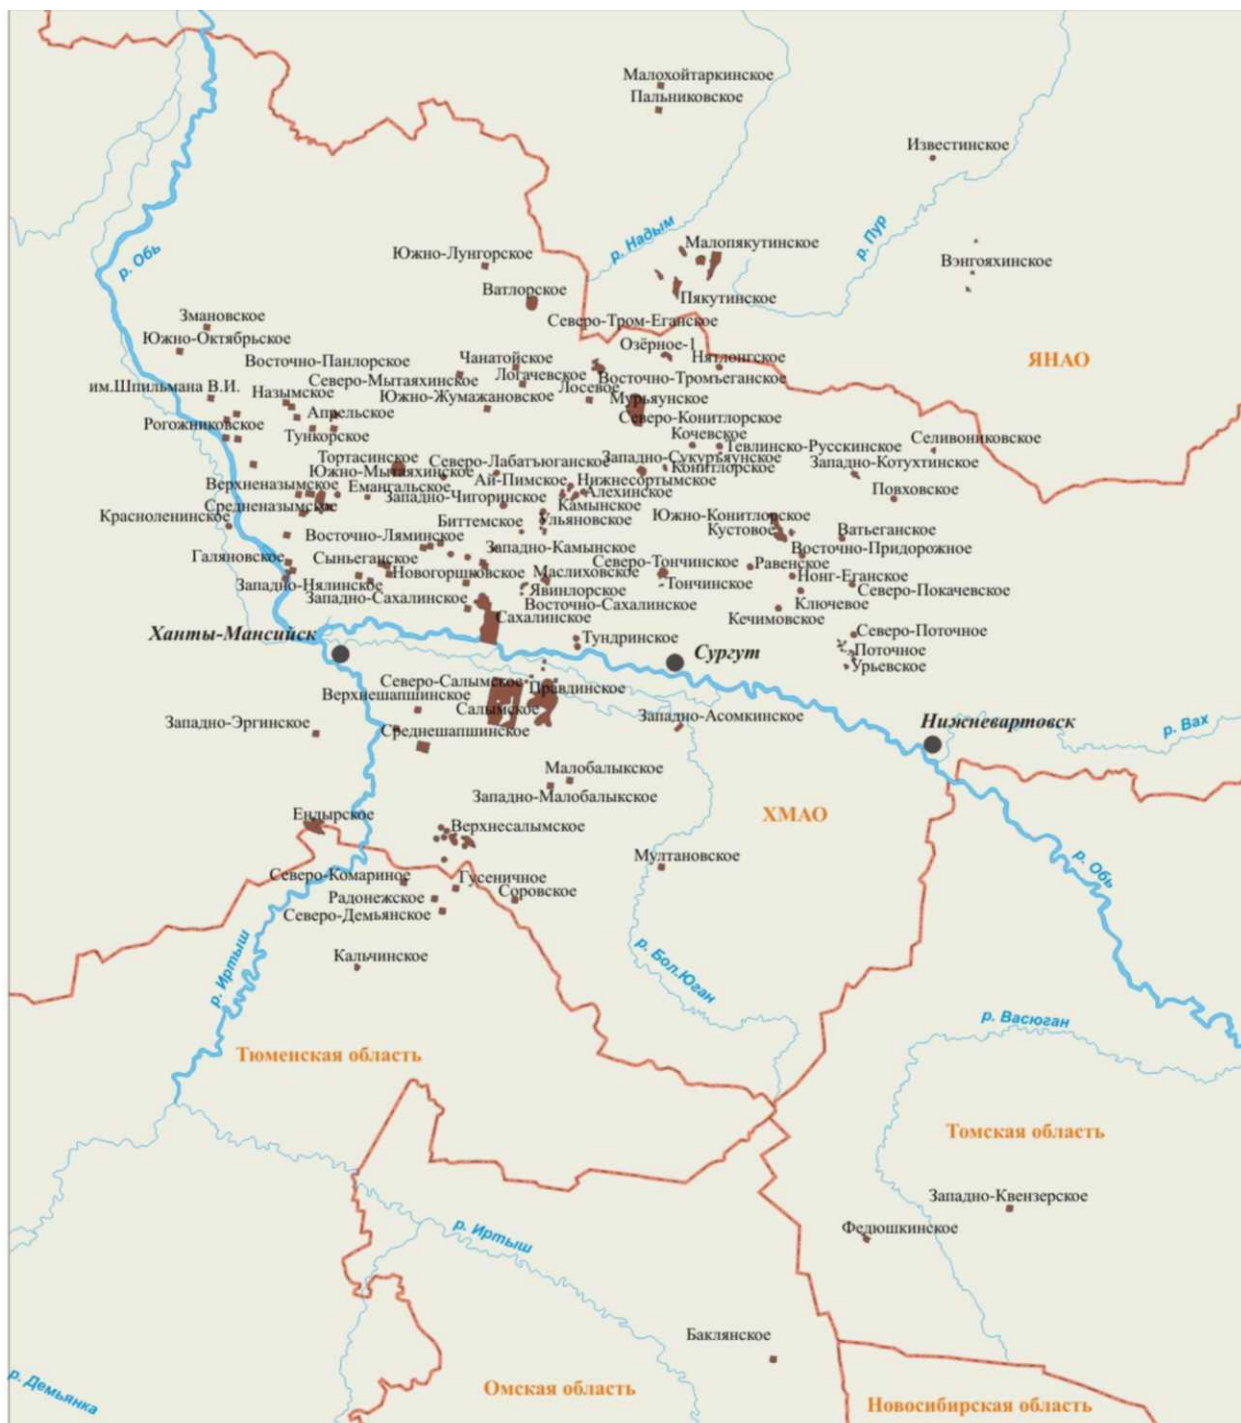 Малохойтаркинское
Пальниковское
Известинское
р. Надым
р. Пур
р. Обь
Малопякутинское
Южно-Лунгорское
Вэнгояхинское
Ватлорское
Пякутинское
Змановское
Северо-Тром-Еганское
Южно-Октябрьское
Озёрное-1
Восточно-Панлорское
Чанатойское
Нятлонгское
ЯНАО
Северо-Мытаяхинское
Логачевское
Восточно-Тромъеганское
им.Шпильмана В.И.
Назымское
Лосевое
Южно-Жумажановское
Мурьяунское
Апрельское
Северо-Конитлорское
Рогожниковское
Тункорское
Кочевское
Селивониковское
Тевлинско-Русскинское
Тортасинское
Северо-Лабатъюганское
Западно-Сукуръяунское
Западно-Котухтинское
Южно-Мытаяхинское
Конитлорское
Ай-Пимское
Нижнесортымское
Верхненазымское
Емангальское
Западно-Чигоринское
Алехинское
Повховское
Средненазымское
Камынское
Красноленинское
Биттемское
Ульяновское
Южно-Конитлорское
Кустовое
Ватьеганское
Восточно-Ляминское
Западно-Камынское
Восточно-Придорожное
Галяновское
Сыньеганское
Северо-Тончинское
Равенское
Новогоршковское
Маслиховское
Нонг-Еганское
Западно-Нялинское
Явинлорское
Тончинское
Северо-Покачевское
Западно-Сахалинское
Восточно-Сахалинское
Ключевое
Сахалинское
Кечимовское
Ханты-Мансийск
Тундринское
Северо-Поточное
Сургут
Поточное
Урьевское
Северо-Салымское
Правдинское
Верхнешапшинское
Салымское
Западно-Асомкинское
Западно-Эргинское
Среднешапшинское
Нижневартовск
р. Вах
Малобалыкское
Западно-Малобалыкское
Ендырское
Верхнесалымское
ХМАО
Мултановское
р. Обь
Северо-Комариное
Гусеничное
Радонежское
Соровское
Северо-Демьянское
Кальчинское
р. Иртыш
р. Бол.Юган
р. Васюган
Тюменская область
Томская область
Западно-Квензерское
Федюшкинское
р. Иртыш
Баклянское
р. Демьянка
Омская область
Новосибирская область